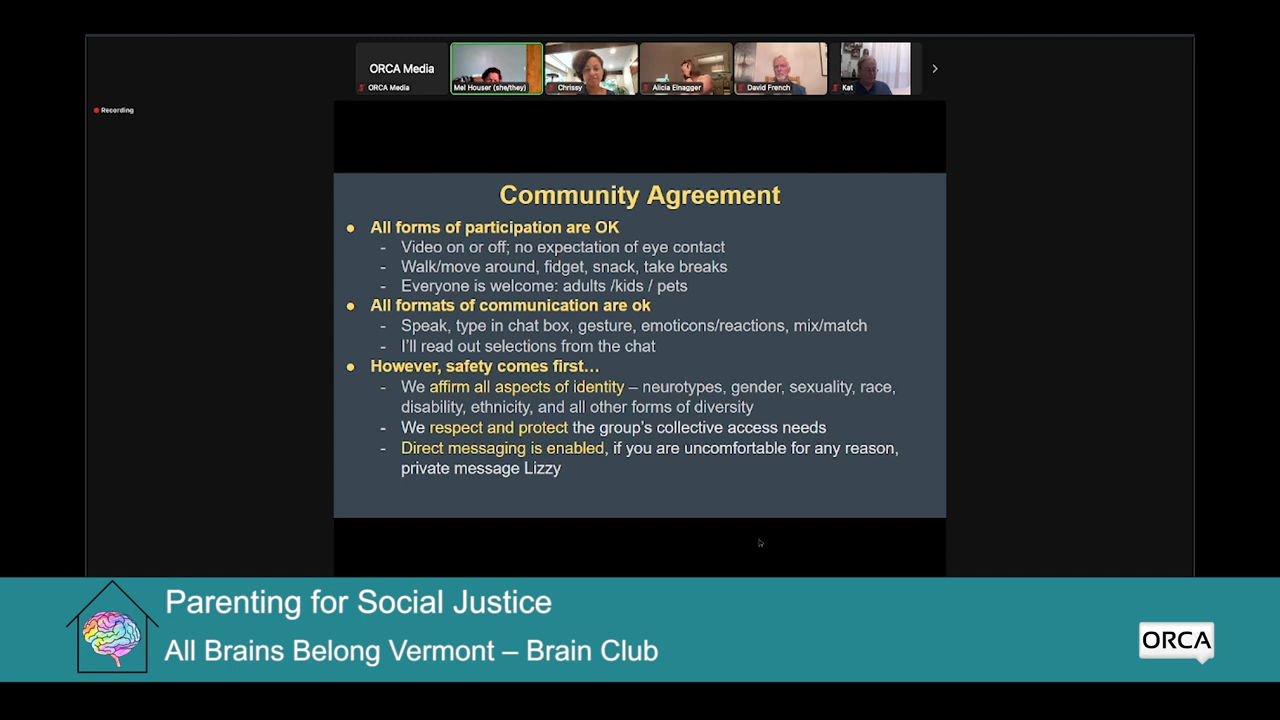 ORCA Media
ORCA Media
Mel Houser (she/they)
Chrissy
Alicia Elnagger
David French
Kat
Recording
Community Agreement
● All forms of participation are OK
- Video on or off; no expectation of eye contact
- Walk/move around, fidget, snack, take breaks
- Everyone is welcome: adults /kids / pets
● All formats of communication are ok
- Speak, type in chat box, gesture, emoticons/reactions, mix/match
- I'll read out selections from the chat
● However, safety comes first…
- We affirm all aspects of identity – neurotypes, gender, sexuality, race,
disability, ethnicity, and all other forms of diversity
- We respect and protect the group's collective access needs
- Direct messaging is enabled, if you are uncomfortable for any reason,
private message Lizzy
Parenting for Social Justice
All Brains Belong Vermont – Brain Club
ORCA